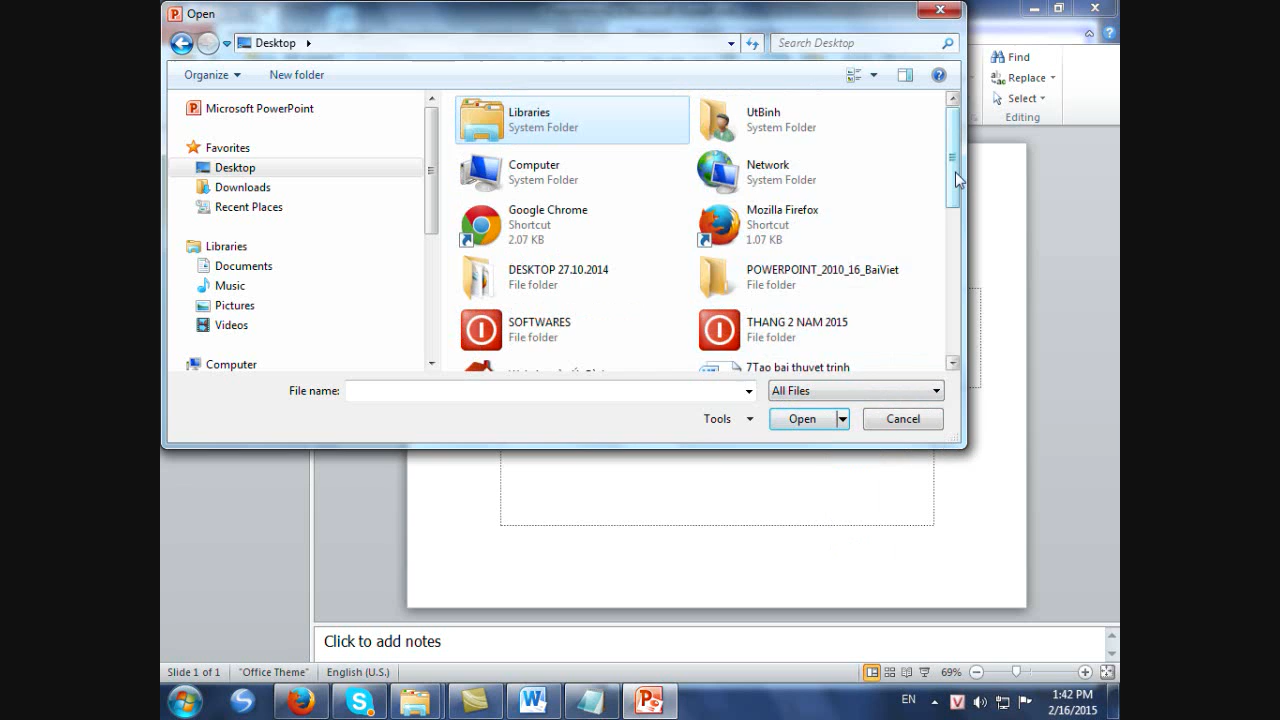 Open
Desktop
Search Desktop
Organize
New folder
Find
Replace
Select
Editing
Microsoft PowerPoint
Favorites
Desktop
Downloads
Recent Places
Libraries
Documents
Music
Pictures
Videos
Computer
Libraries
System Folder
UtBinh
System Folder
Computer
System Folder
Network
System Folder
Google Chrome
Shortcut
2.07 KB
Mozilla Firefox
Shortcut
1.07 KB
DESKTOP 27.10.2014
File folder
POWERPOINT_2010_16_BaiViet
File folder
SOFTWARES
File folder
THANG 2 NAM 2015
File folder
7Tao bai thuyet trinh
File name:
All Files
Tools
Open
Cancel
Click to add notes
Slide 1 of 1
"Office Theme"
English (U.S.)
69%
EN
1:42 PM
2/16/2015